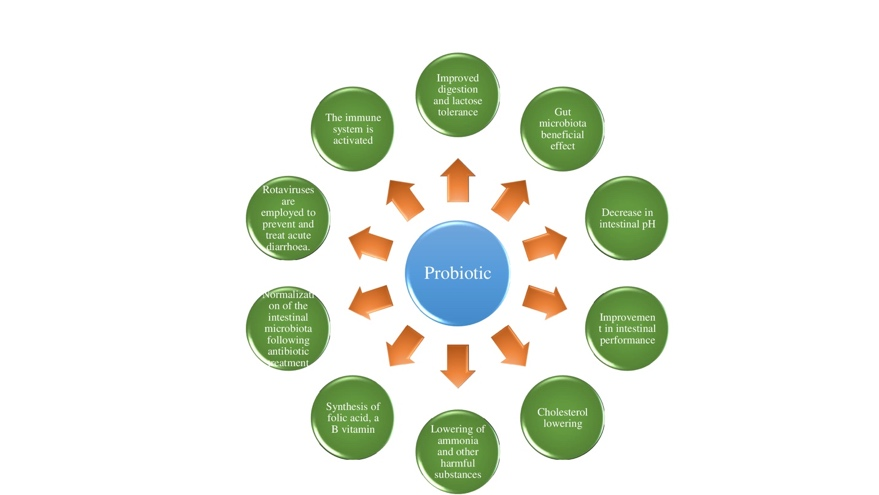 Improved
digestion
and lactose
tolerance
Gut
microbiota
beneficial
effect
Decrease in
intestinal pH
Improvemen
t in intestinal
performance
Cholesterol
lowering
Lowering of
ammonia
and other
harmful
substances
Synthesis of
folic acid, a
B vitamin
Normalizati
on of the
intestinal
microbiota
following
antibiotic
treatment
Rotaviruses
are
employed to
prevent and
treat acute
diarrhoea.
The immune
system is
activated
Probiotic